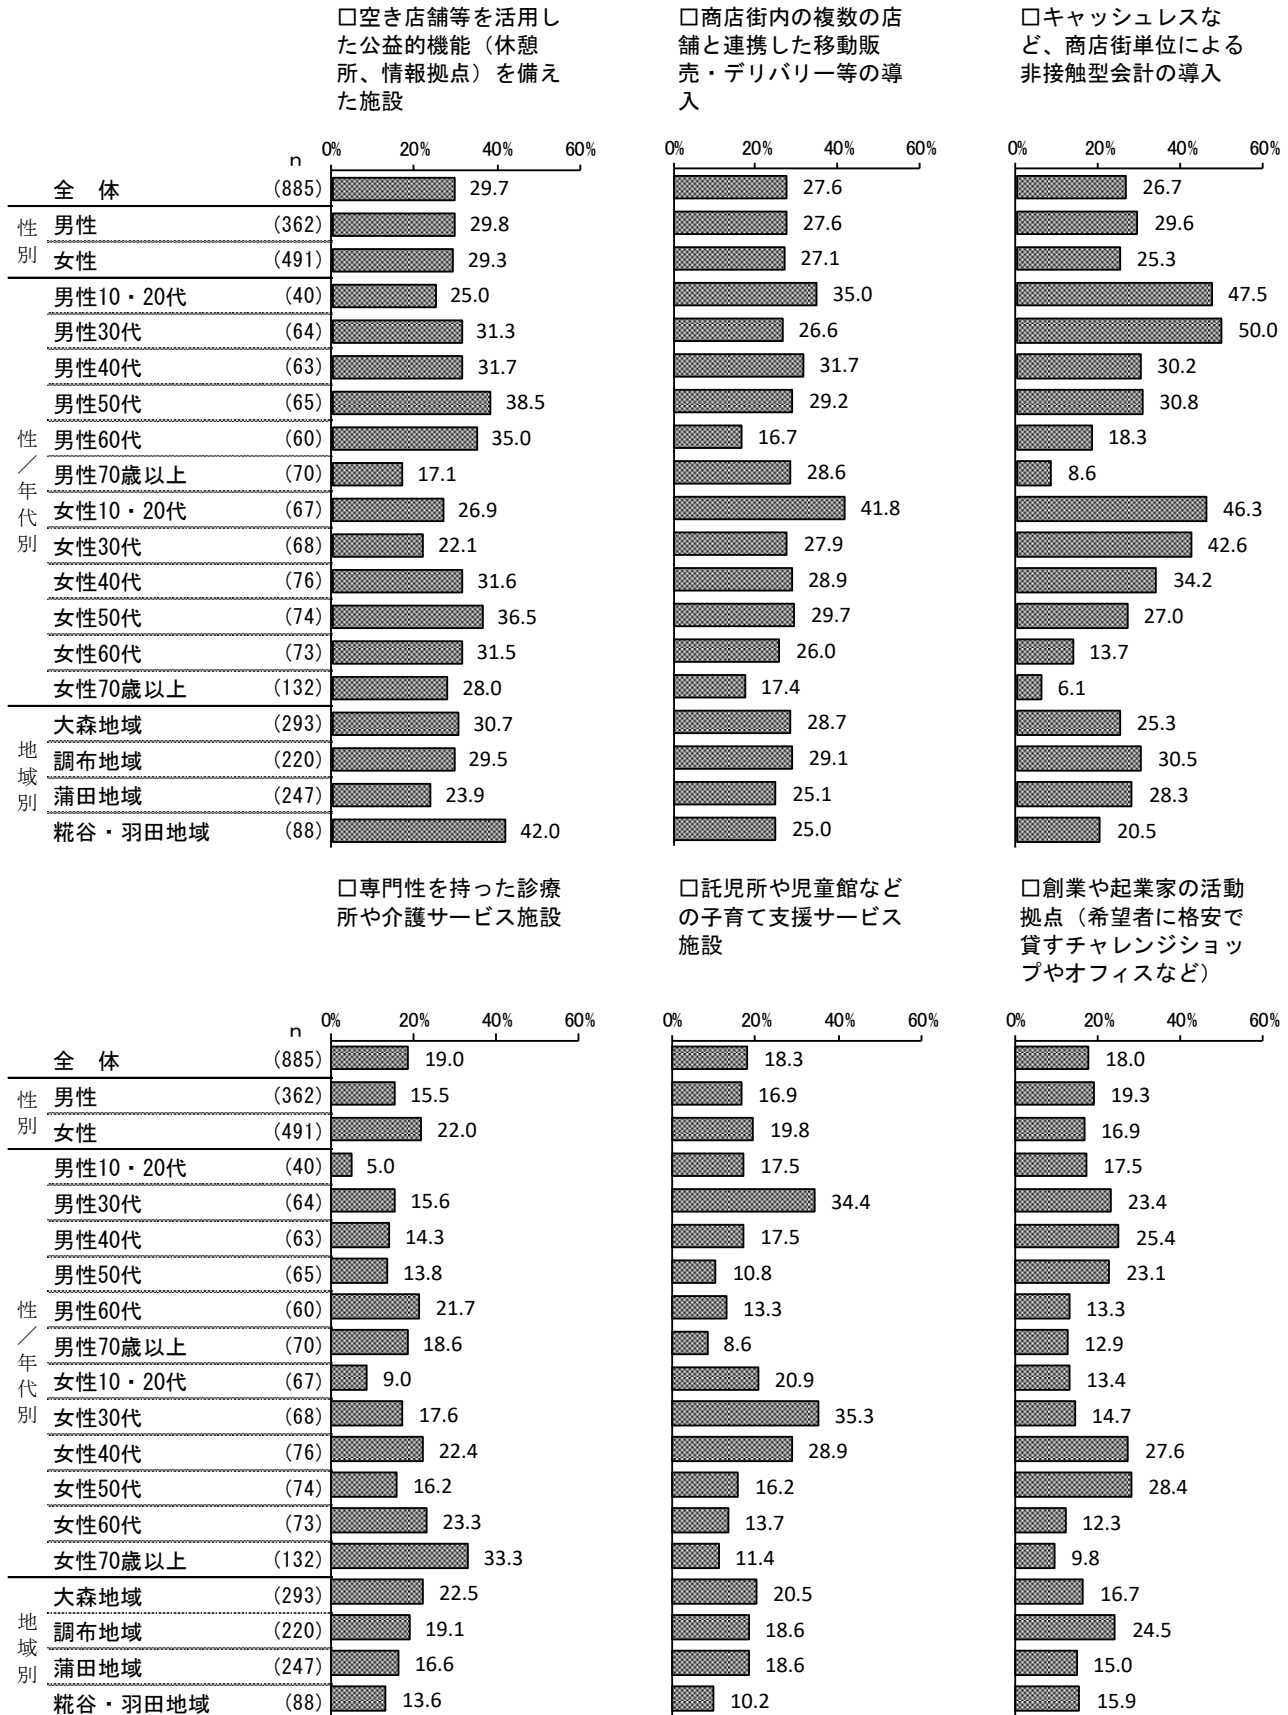 □空き店舗等を活用し
た公益的機能（休憩
所、情報拠点）を備え
た施設
□商店街内の複数の店
舗と連携した移動販
売・デリバリー等の導
入
□キャッシュレスな
ど、商店街単位による
非接触型会計の導入
n 0% 20% 40% 60% 0% 20% 40% 60% 0% 20% 40% 60%
全 体 (885) 29.7 27.6 26.7
性別
男性 (362) 29.8 27.6 29.6
女性 (491) 29.3 27.1 25.3
性／年代別
男性10・20代 (40) 25.0 35.0 47.5
男性30代 (64) 31.3 26.6 50.0
男性40代 (63) 31.7 31.7 30.2
男性50代 (65) 38.5 29.2 30.8
男性60代 (60) 35.0 16.7 18.3
男性70歳以上 (70) 17.1 28.6 8.6
女性10・20代 (67) 26.9 41.8 46.3
女性30代 (68) 22.1 27.9 42.6
女性40代 (76) 31.6 28.9 34.2
女性50代 (74) 36.5 29.7 27.0
女性60代 (73) 31.5 26.0 13.7
女性70歳以上 (132) 28.0 17.4 6.1
地域別
大森地域 (293) 30.7 28.7 25.3
調布地域 (220) 29.5 29.1 30.5
蒲田地域 (247) 23.9 25.1 28.3
糀谷・羽田地域 (88) 42.0 25.0 20.5
□専門性を持った診療
所や介護サービス施設
□託児所や児童館など
の子育て支援サービス
施設
□創業や起業家の活動
拠点（希望者に格安で
貸すチャレンジショッ
プやオフィスなど）
n 0% 20% 40% 60% 0% 20% 40% 60% 0% 20% 40% 60%
全 体 (885) 19.0 18.3 18.0
性別
男性 (362) 15.5 16.9 19.3
女性 (491) 22.0 19.8 16.9
性／年代別
男性10・20代 (40) 5.0 17.5 17.5
男性30代 (64) 15.6 34.4 23.4
男性40代 (63) 14.3 17.5 25.4
男性50代 (65) 13.8 10.8 23.1
男性60代 (60) 21.7 13.3 13.3
男性70歳以上 (70) 18.6 8.6 12.9
女性10・20代 (67) 9.0 20.9 13.4
女性30代 (68) 17.6 35.3 14.7
女性40代 (76) 22.4 28.9 27.6
女性50代 (74) 16.2 16.2 28.4
女性60代 (73) 23.3 13.7 12.3
女性70歳以上 (132) 33.3 11.4 9.8
地域別
大森地域 (293) 22.5 20.5 16.7
調布地域 (220) 19.1 18.6 24.5
蒲田地域 (247) 16.6 18.6 15.0
糀谷・羽田地域 (88) 13.6 10.2 15.9